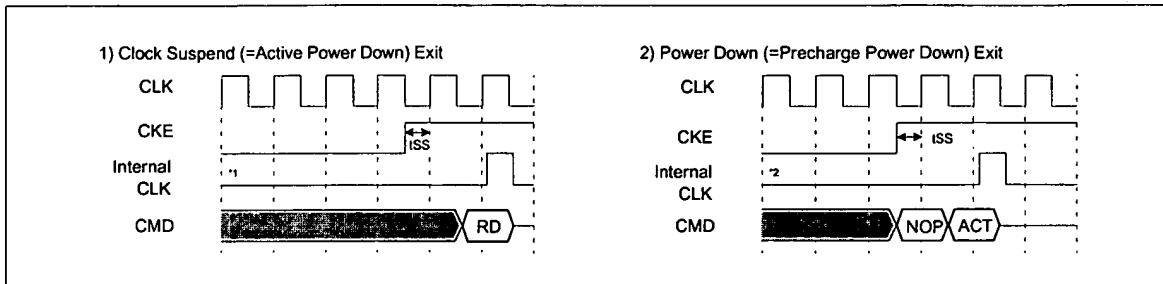 1) Clock Suspend (=Active Power Down) Exit
CLK
CKE
tSS
Internal
CLK
*1
CMD
RD
2) Power Down (=Precharge Power Down) Exit
CLK
CKE
tSS
Internal
CLK
*2
CMD
NOP
ACT